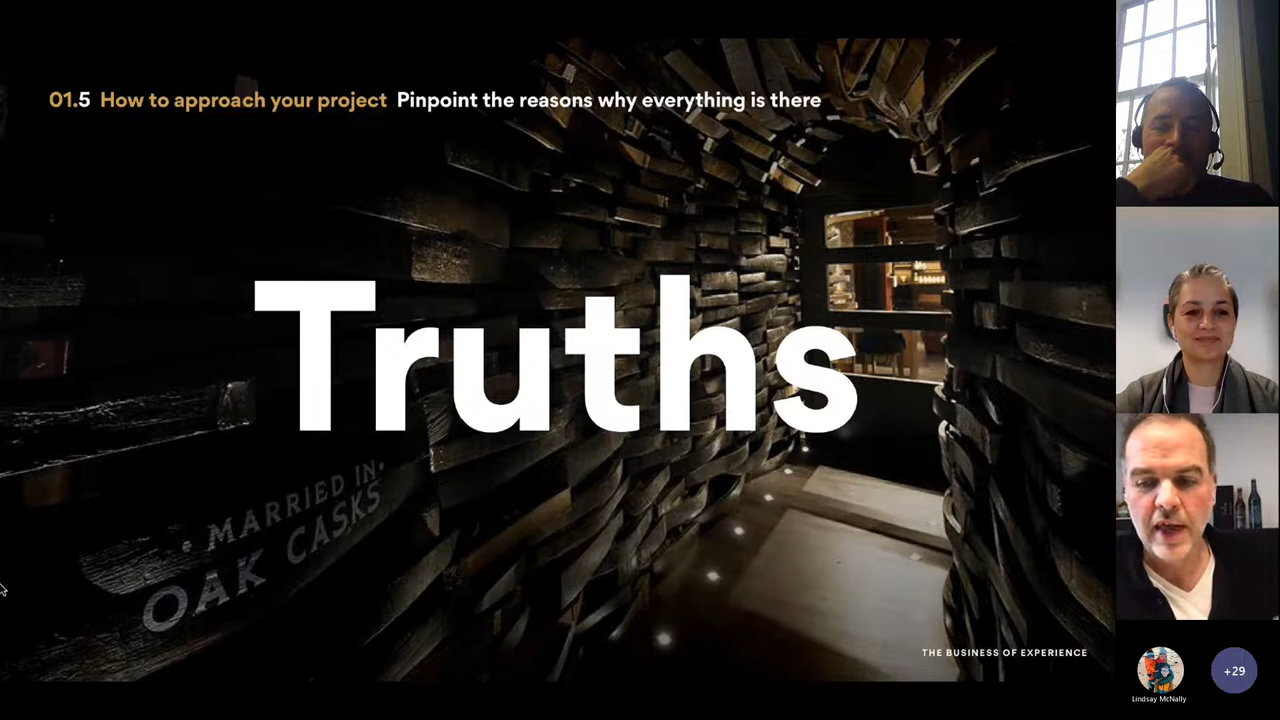 01.5 How to approach your project Pinpoint the reasons why everything is there
Truths
• MARRIED IN •
OAK CASKS
THE BUSINESS OF EXPERIENCE
Lindsay McNally
+29